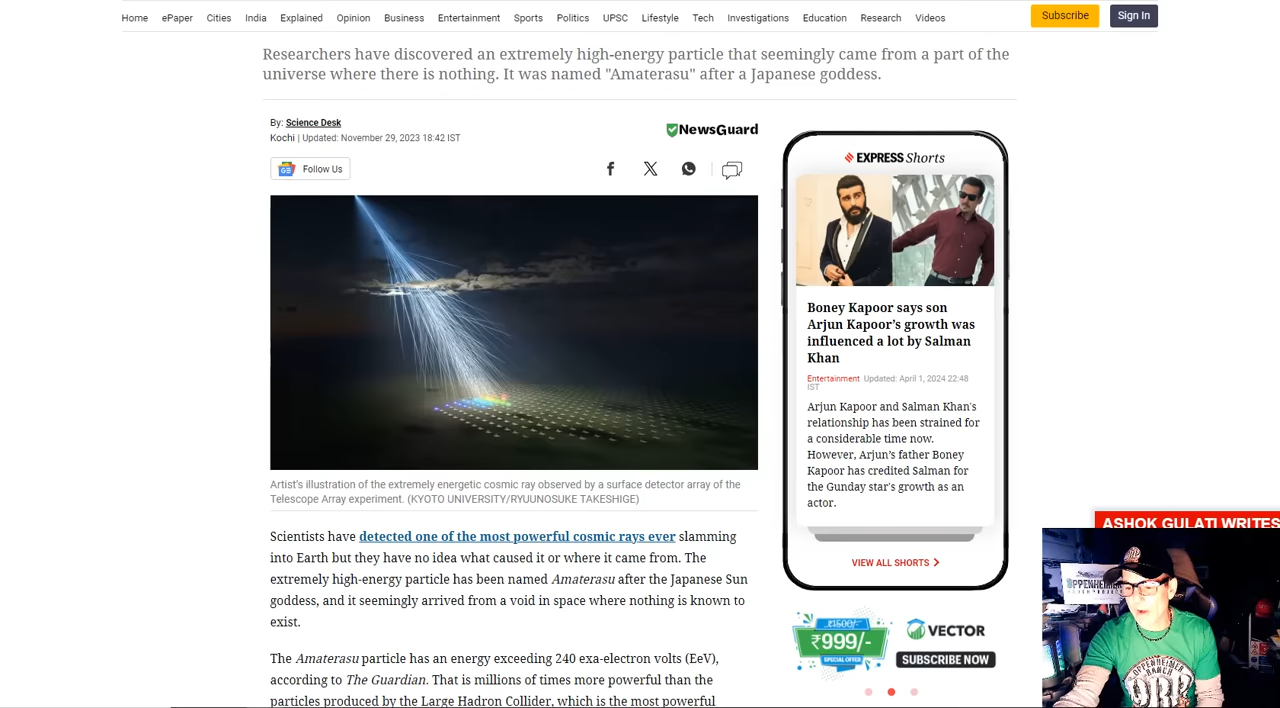 Home ePaper Cities India Explained Opinion Business Entertainment Sports Politics UPSC Lifestyle Tech Investigations Education Research Videos Subscribe Sign In
Researchers have discovered an extremely high-energy particle that seemingly came from a part of the
universe where there is nothing. It was named "Amaterasu" after a Japanese goddess.
By: Science Desk
Kochi | Updated: November 29, 2023 18:42 IST
NewsGuard
Follow Us
Artist's illustration of the extremely energetic cosmic ray observed by a surface detector array of the
Telescope Array experiment. (KYOTO UNIVERSITY/RYUUNOSUKE TAKESHIGE)
Scientists have detected one of the most powerful cosmic rays ever slamming
into Earth but they have no idea what caused it or where it came from. The
extremely high-energy particle has been named Amaterasu after the Japanese Sun
goddess, and it seemingly arrived from a void in space where nothing is known to
exist.
The Amaterasu particle has an energy exceeding 240 exa-electron volts (EeV),
according to The Guardian. That is millions of times more powerful than the
particles produced by the Large Hadron Collider, which is the most powerful
EXPRESS Shorts
Boney Kapoor says son
Arjun Kapoor's growth was
influenced a lot by Salman
Khan
Entertainment Updated: April 1, 2024 22:48
IST
Arjun Kapoor and Salman Khan's
relationship has been strained for
a considerable time now.
However, Arjun's father Boney
Kapoor has credited Salman for
the Gunday star's growth as an
actor.
VIEW ALL SHORTS
₹1500/-
₹999/-
SPECIAL OFFER
VECTOR
SUBSCRIBE NOW
ASHOK GULATI WRITES
OPPENHEIMER